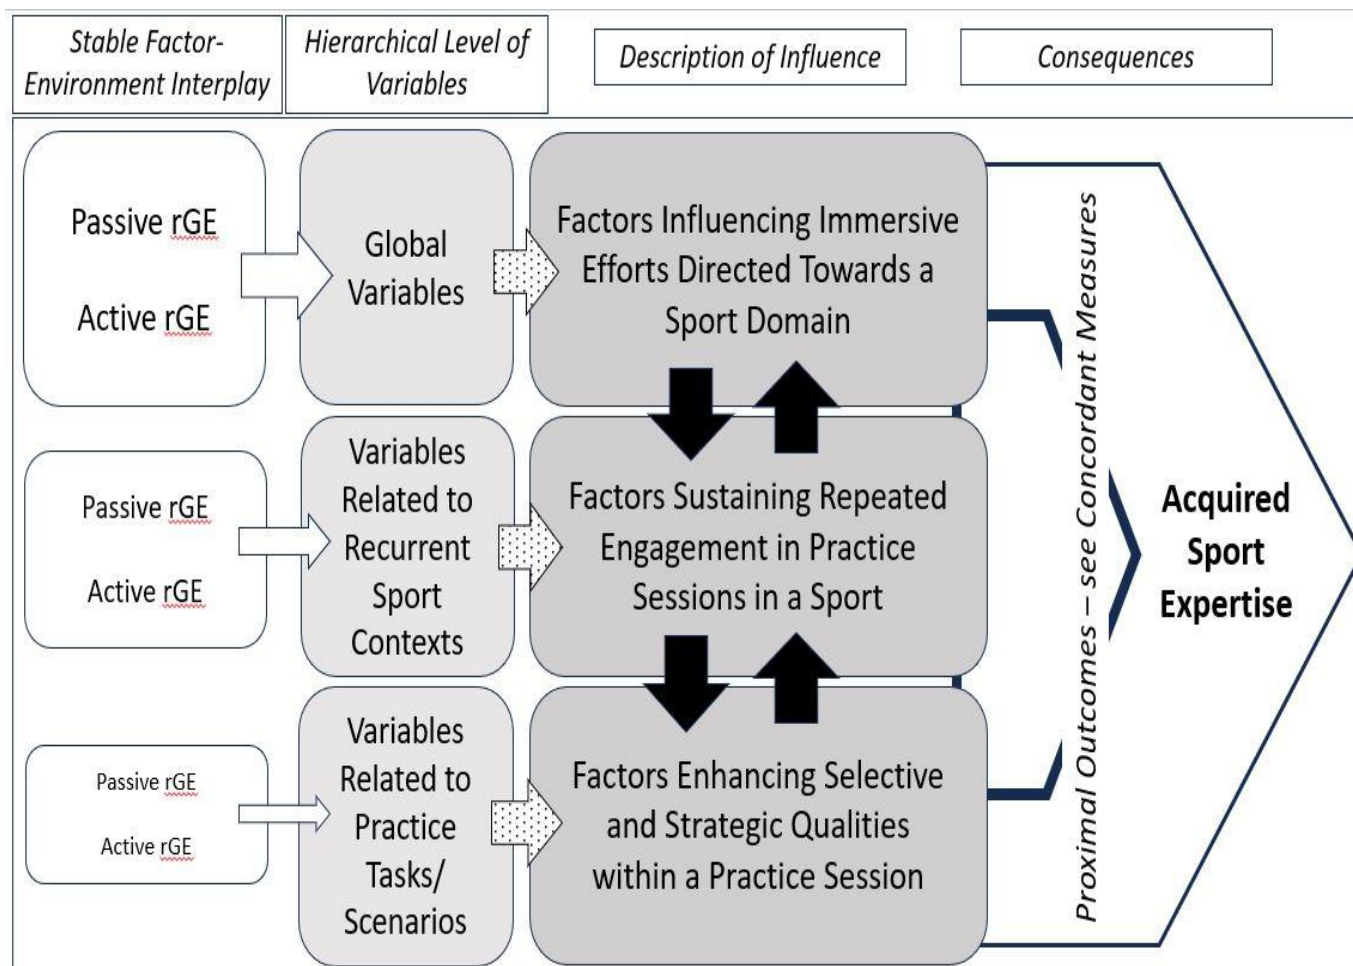 Stable Factor-
Environment Interplay
Hierarchical Level of
Variables
Description of Influence
Consequences
Passive rGE
Active rGE
Global
Variables
Factors Influencing Immersive
Efforts Directed Towards a
Sport Domain
Passive rGE
Active rGE
Variables
Related to
Recurrent
Sport
Contexts
Factors Sustaining Repeated
Engagement in Practice
Sessions in a Sport
Passive rGE
Active rGE
Variables
Related to
Practice
Tasks/
Scenarios
Factors Enhancing Selective
and Strategic Qualities
within a Practice Session
Proximal Outcomes – see Concordant Measures
Acquired
Sport
Expertise